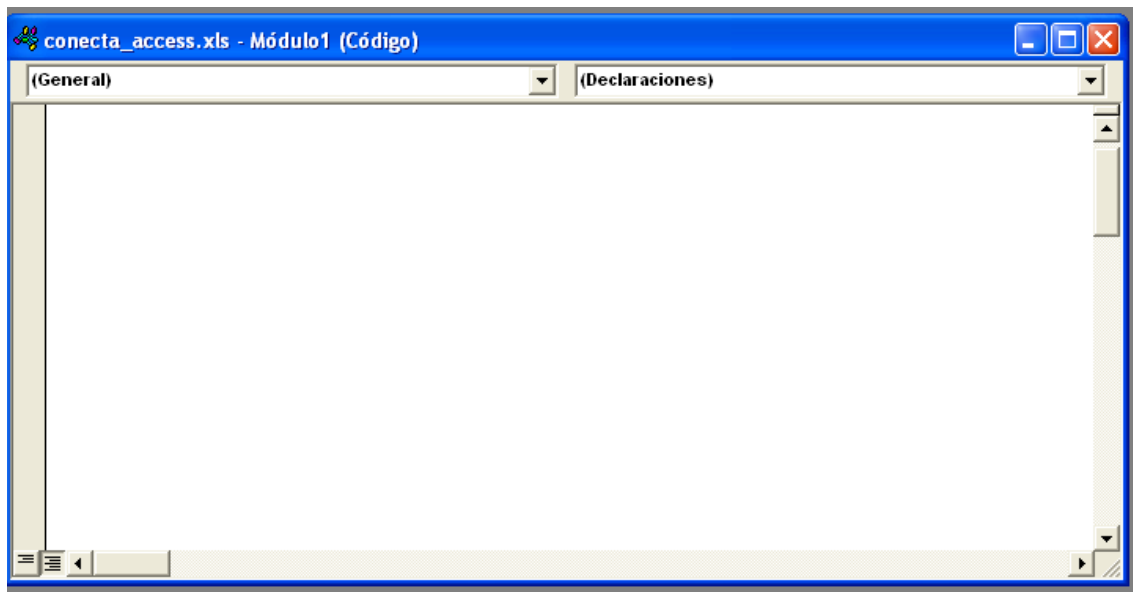 conecta_access.xls - Módulo1 (Código)
(General) (Declaraciones)